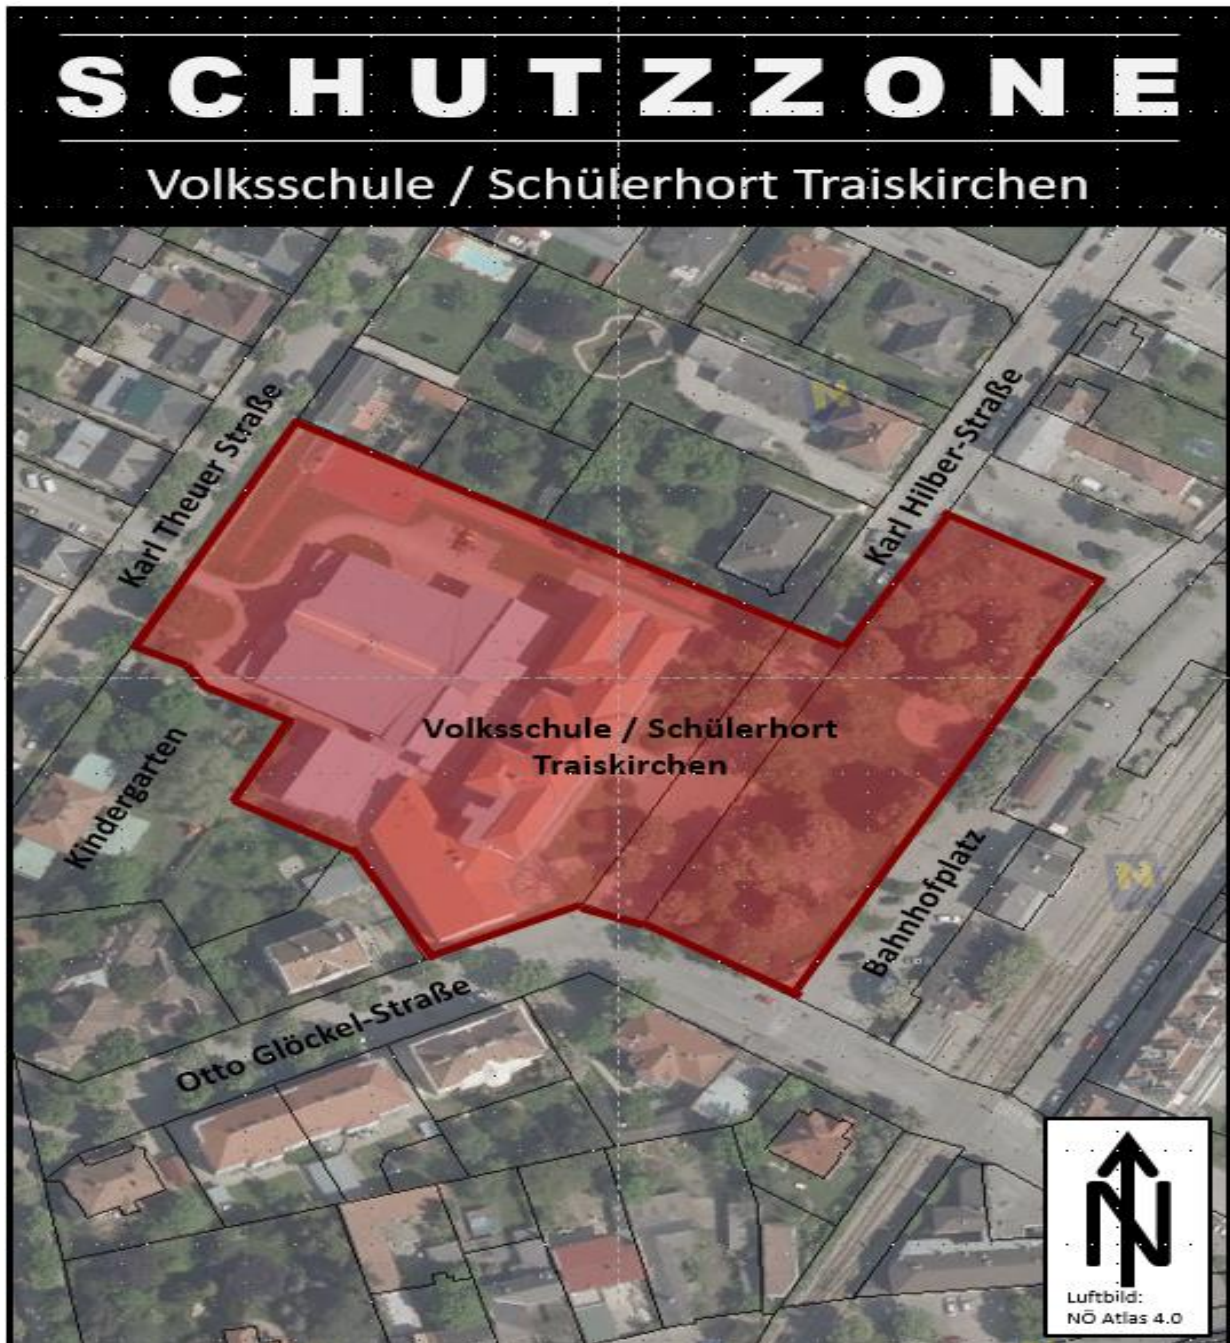 SCHUTZZONE
Volksschule / Schülerhort Traiskirchen
Karl Theuer Straße
Karl Hilber-Straße
Volksschule / Schülerhort
Traiskirchen
Kindergarten
Bahnhofplatz
Otto Glöckel-Straße
N
Luftbild:
NÖ Atlas 4.0